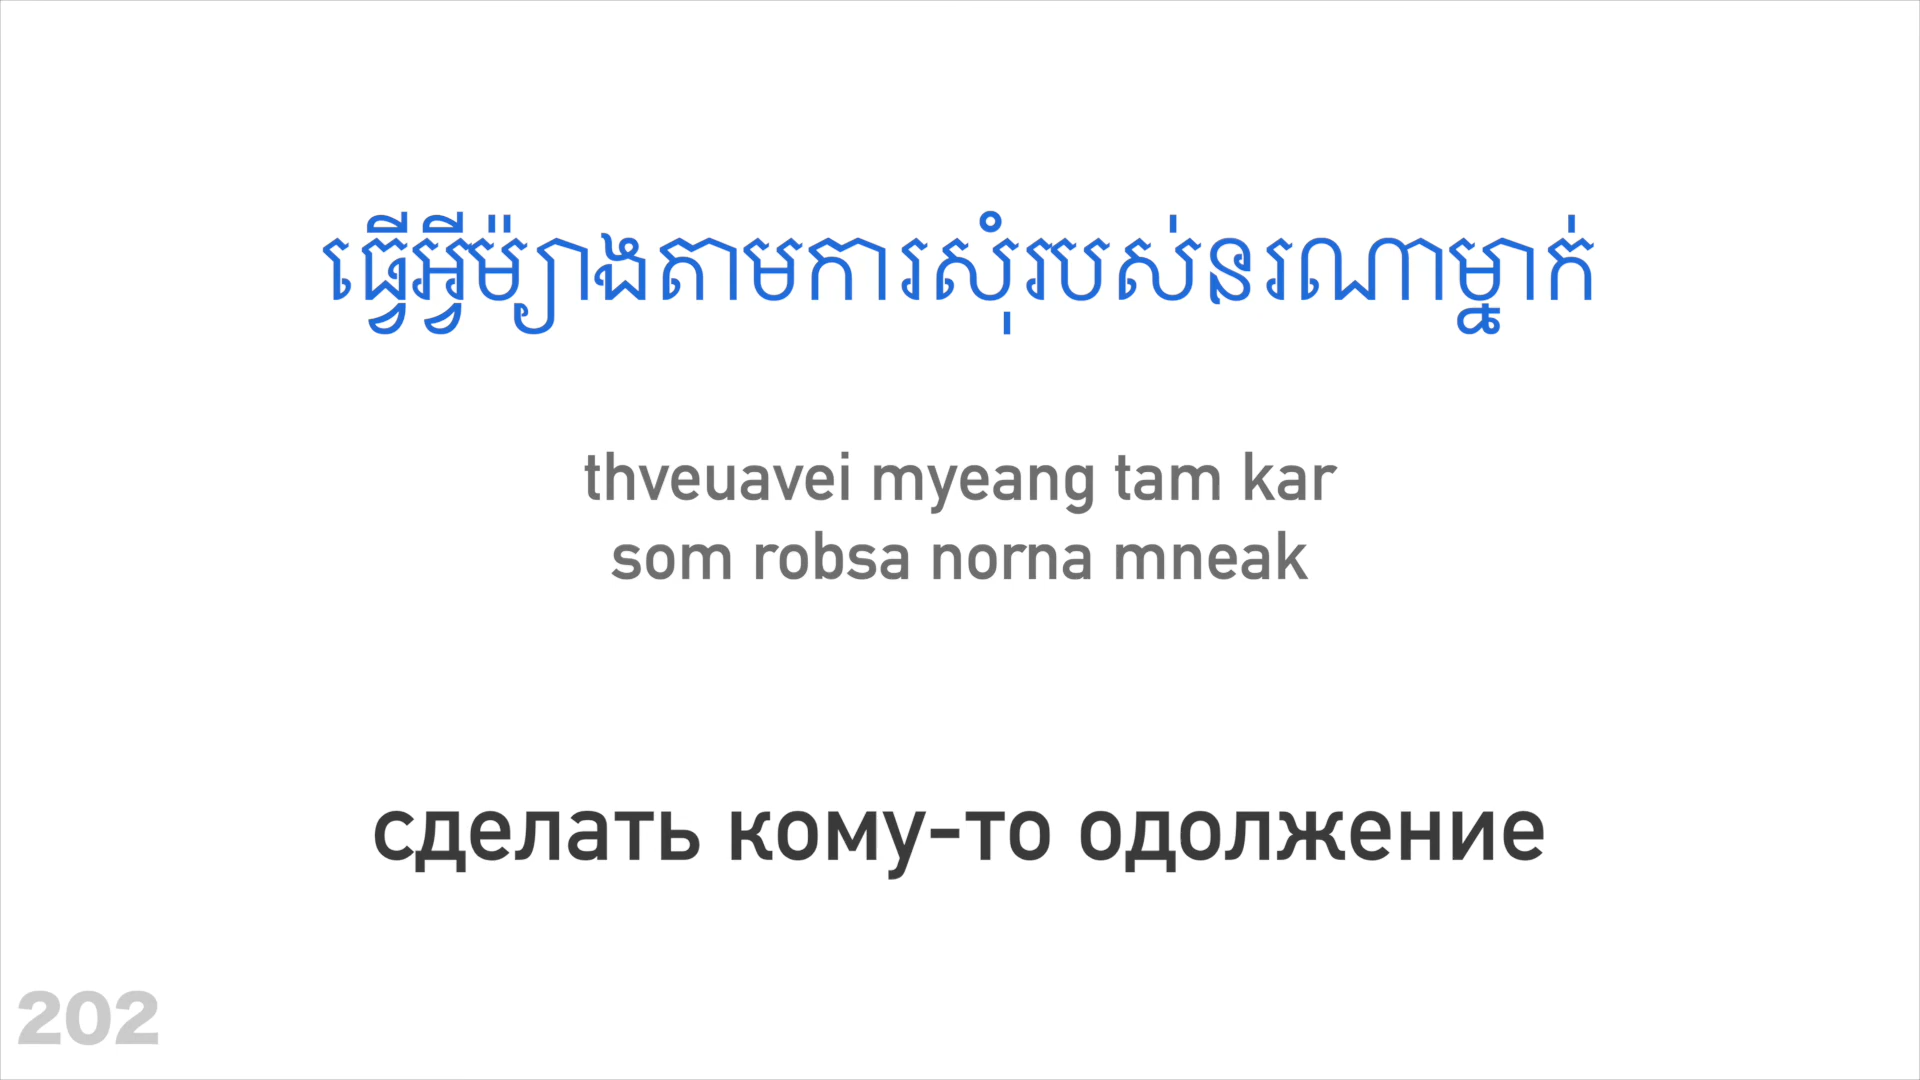 ធ្វើអ្វីម៉្យាងតាមការសុំរបស់នរណាម្នាក់
thveuavei myeang tam kar
som robsa norna mneak
сделать кому-то одолжение
202